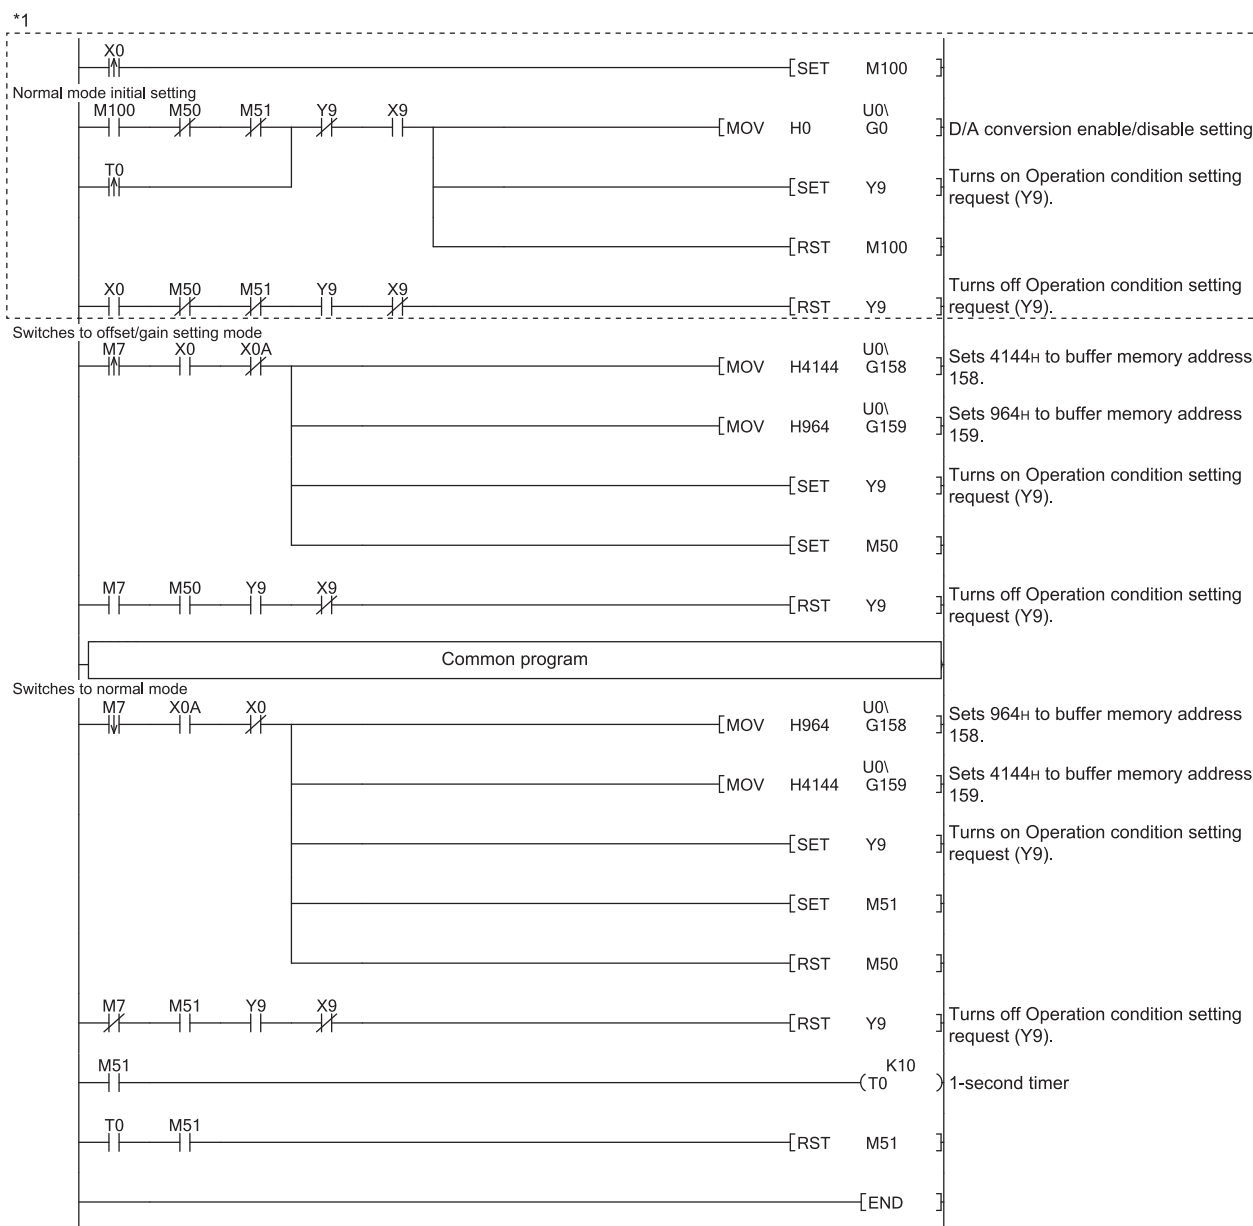 *1
X0
SET M100
Normal mode initial setting
M100 M50 M51 Y9 X9
MOV H0 U0\ G0 D/A conversion enable/disable setting
T0
SET Y9 Turns on Operation condition setting
request (Y9).
RST M100
X0 M50 M51 Y9 X9
RST Y9 Turns off Operation condition setting
request (Y9).
Switches to offset/gain setting mode
M7 X0 X0A
MOV H4144 U0\ G158 Sets 4144H to buffer memory address
158.
MOV H964 U0\ G159 Sets 964H to buffer memory address
159.
SET Y9 Turns on Operation condition setting
request (Y9).
SET M50
M7 M50 Y9 X9
RST Y9 Turns off Operation condition setting
request (Y9).
Common program
Switches to normal mode
M7 X0A X0
MOV H964 U0\ G158 Sets 964H to buffer memory address
158.
MOV H4144 U0\ G159 Sets 4144H to buffer memory address
159.
SET Y9 Turns on Operation condition setting
request (Y9).
SET M51
RST M50
M7 M51 Y9 X9
RST Y9 Turns off Operation condition setting
request (Y9).
M51 K10
T0 1-second timer
T0 M51
RST M51
END